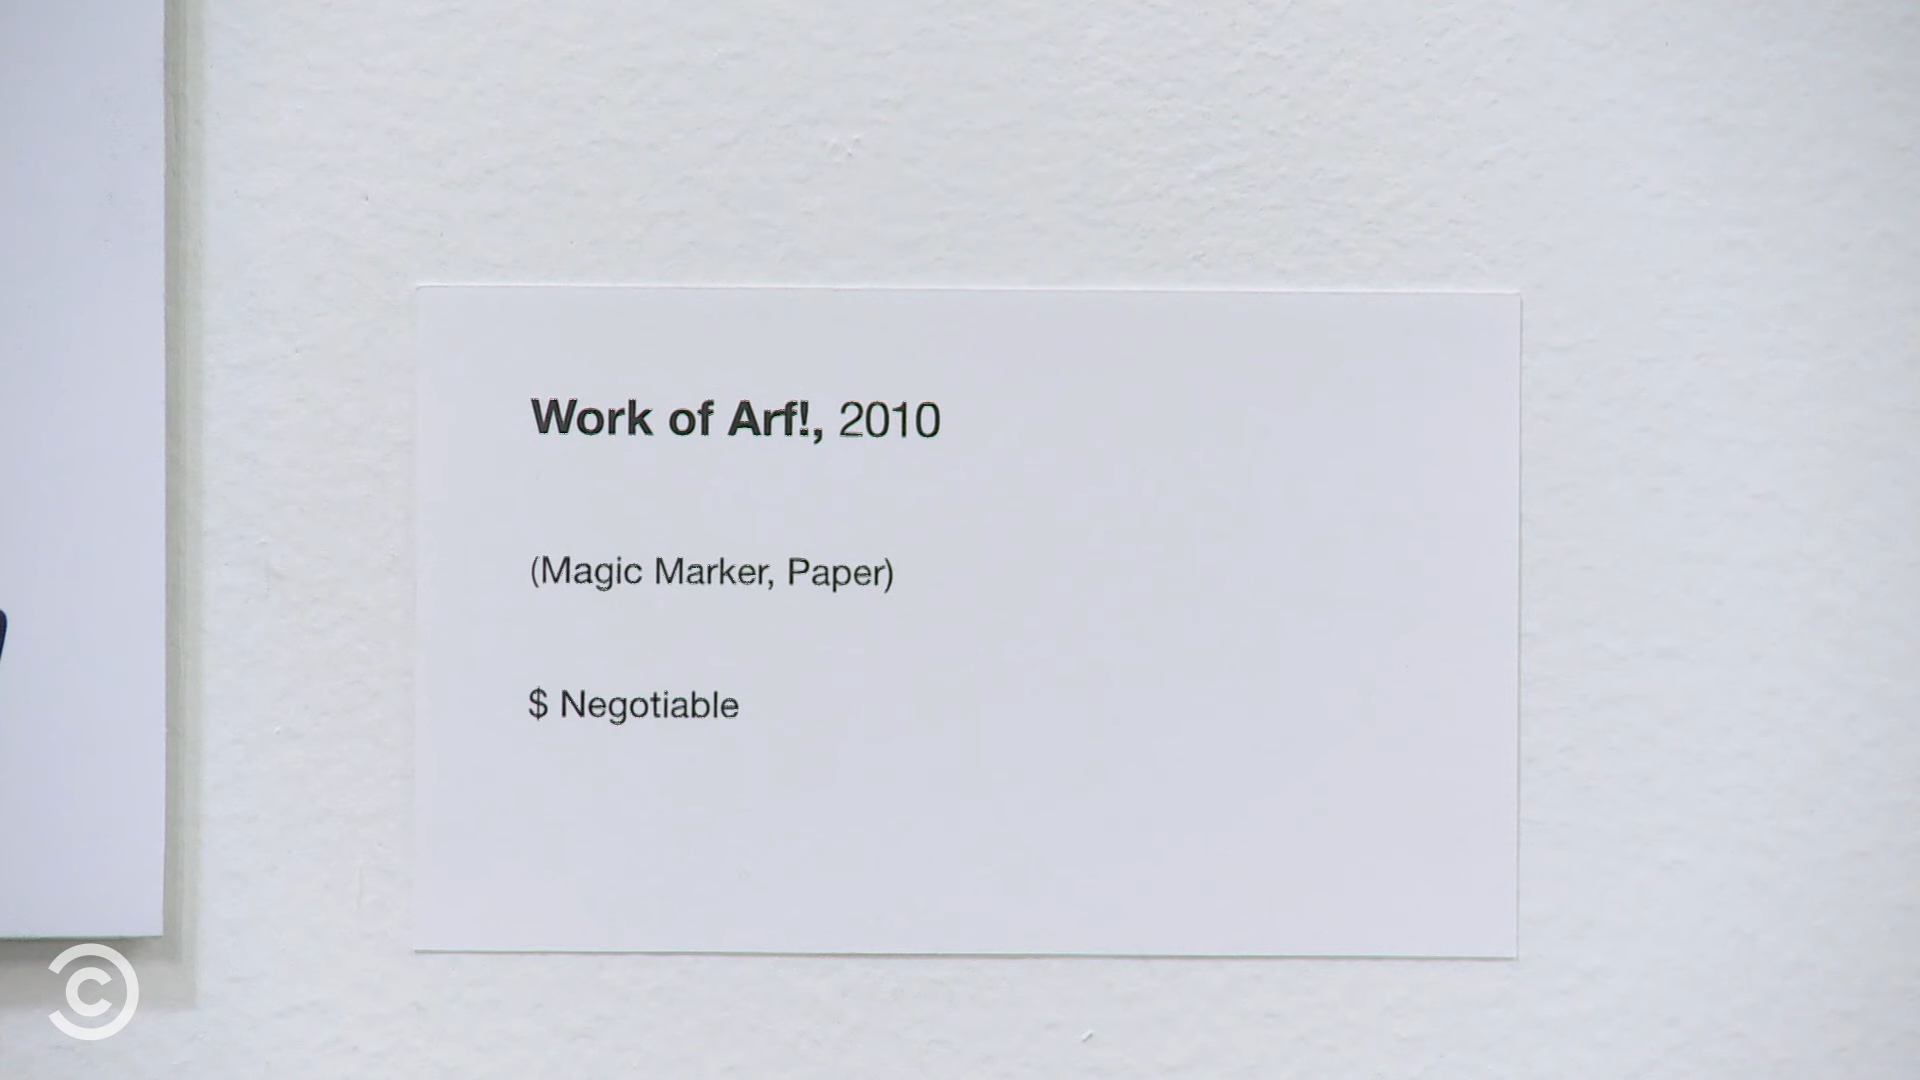 Work of Arf!, 2010
(Magic Marker, Paper)
$ Negotiable